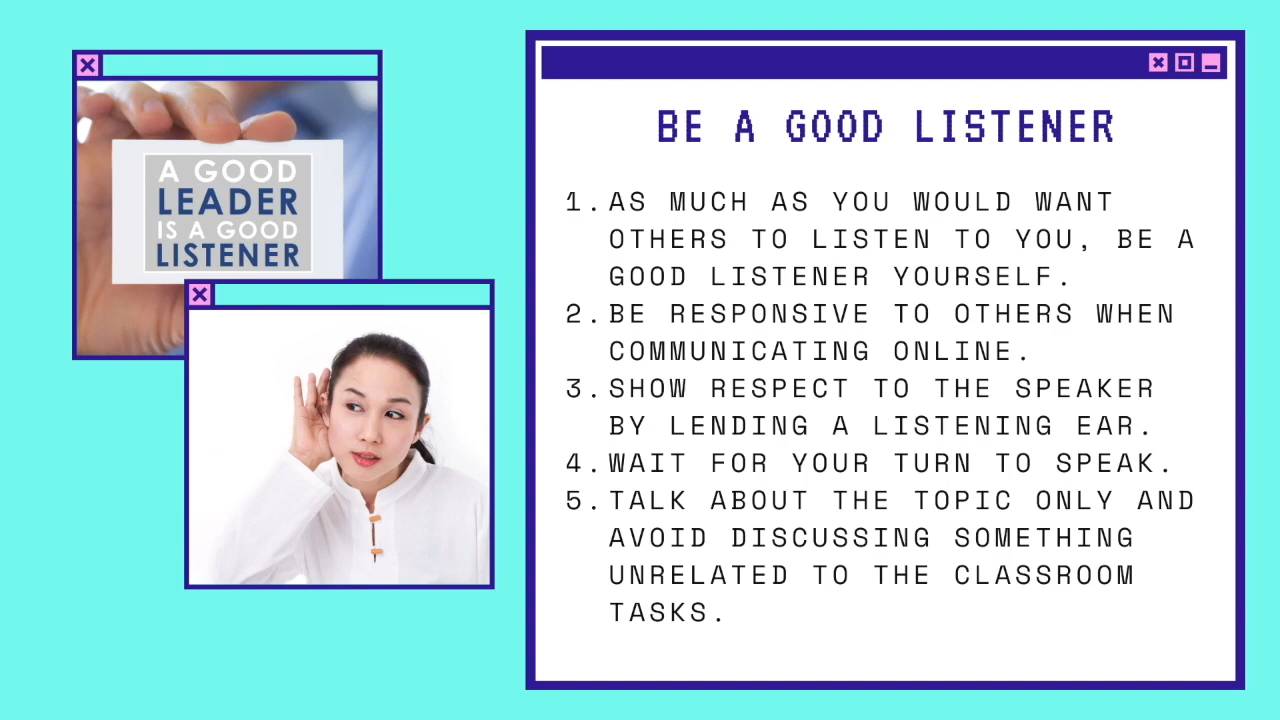 A GOOD
LEADER
IS A GOOD
LISTENER
BE A GOOD LISTENER
1. AS MUCH AS YOU WOULD WANT
OTHERS TO LISTEN TO YOU, BE A
GOOD LISTENER YOURSELF.
2. BE RESPONSIVE TO OTHERS WHEN
COMMUNICATING ONLINE.
3. SHOW RESPECT TO THE SPEAKER
BY LENDING A LISTENING EAR.
4. WAIT FOR YOUR TURN TO SPEAK.
5. TALK ABOUT THE TOPIC ONLY AND
AVOID DISCUSSING SOMETHING
UNRELATED TO THE CLASSROOM
TASKS.